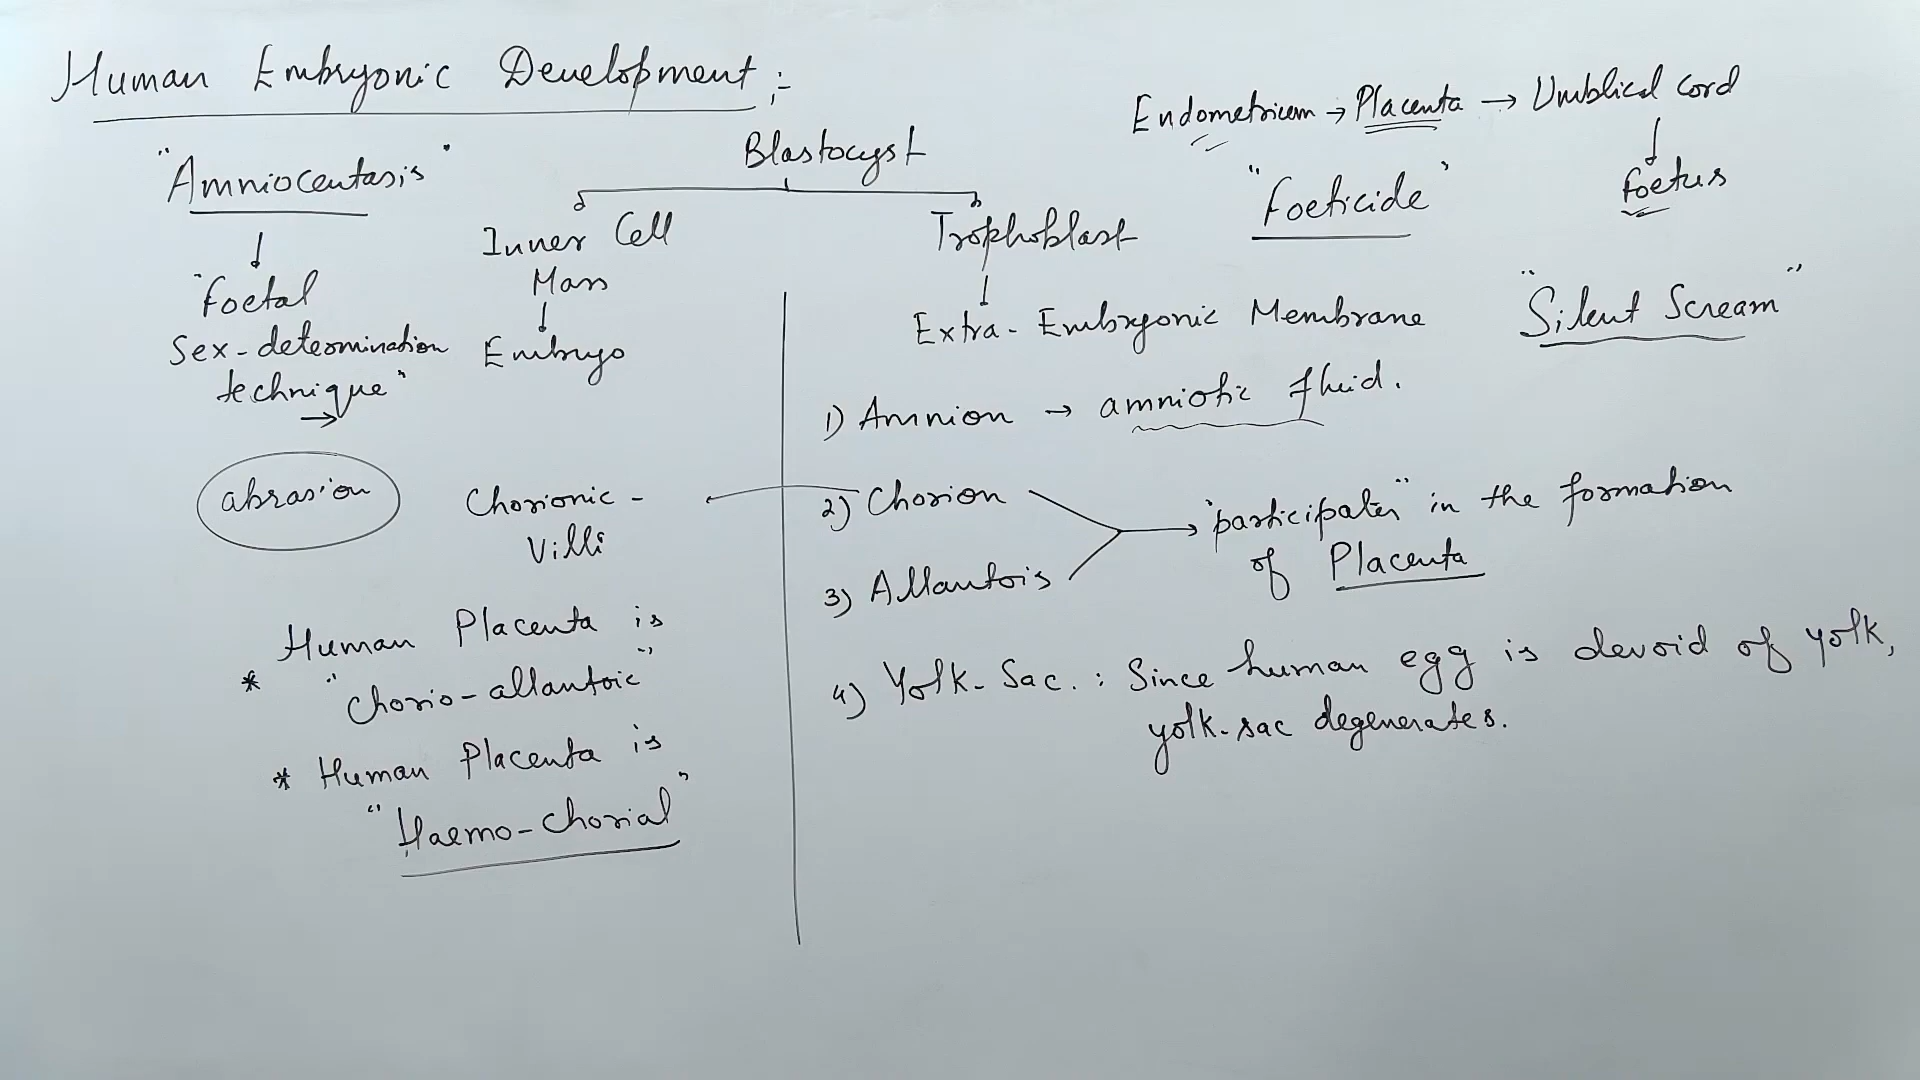 Human Embryonic Development :-
"Amniocentasis"
↓
"Foetal
Sex-determination
technique"
→
abrasion
Blastocyst
Inner Cell
Mass
↓
Embryo
Trophoblast
↓
Extra-Embryonic Membrane
Endometrium → Placenta → Umblical Cord
↓
Foetus
"Foeticide"
"Silent Scream"
1) Amnion → amniotic fluid.
2) Chorion
3) Allantois
"participates" in the formation
of Placenta
4) Yolk-Sac. : Since human egg is devoid of yolk,
yolk-sac degenerates.
Chorionic-
Villi
Human Placenta is
* "chorio-allantoic"
* Human Placenta is
"Haemo-Chorial"